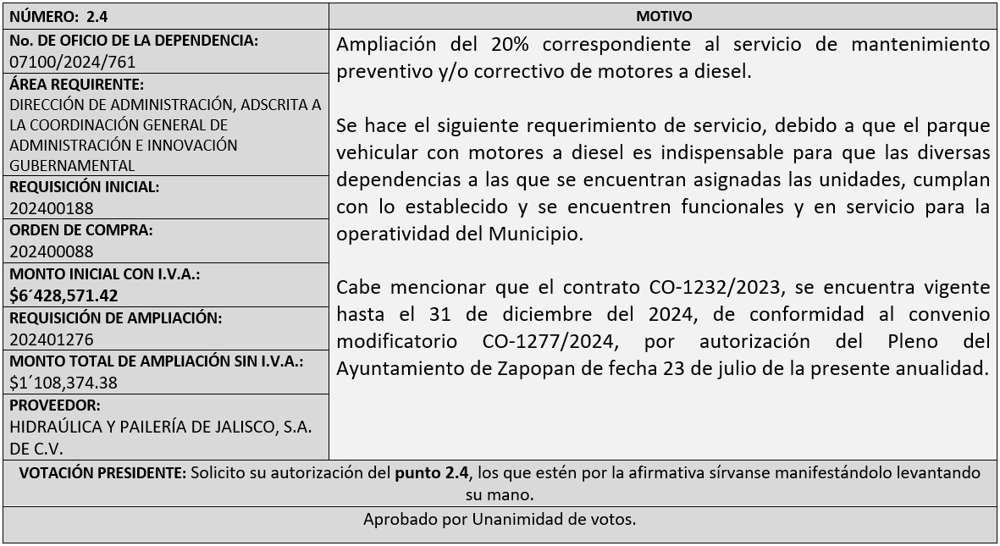 NÚMERO: 2.4
No. DE OFICIO DE LA DEPENDENCIA:
07100/2024/761
ÁREA REQUIRENTE:
DIRECCIÓN DE ADMINISTRACIÓN, ADSCRITA A
LA COORDINACIÓN GENERAL DE
ADMINISTRACIÓN E INNOVACIÓN
GUBERNAMENTAL
REQUISICIÓN INICIAL:
202400188
ORDEN DE COMPRA:
202400088
MONTO INICIAL CON I.V.A.:
$6´428,571.42
REQUISICIÓN DE AMPLIACIÓN:
202401276
MONTO TOTAL DE AMPLIACIÓN SIN I.V.A.:
$1´108,374.38
PROVEEDOR:
HIDRAÚLICA Y PAILERÍA DE JALISCO, S.A.
DE C.V.
MOTIVO
Ampliación del 20% correspondiente al servicio de mantenimiento
preventivo y/o correctivo de motores a diesel.
Se hace el siguiente requerimiento de servicio, debido a que el parque
vehicular con motores a diesel es indispensable para que las diversas
dependencias a las que se encuentran asignadas las unidades, cumplan
con lo establecido y se encuentren funcionales y en servicio para la
operatividad del Municipio.
Cabe mencionar que el contrato CO-1232/2023, se encuentra vigente
hasta el 31 de diciembre del 2024, de conformidad al convenio
modificatorio CO-1277/2024, por autorización del Pleno del
Ayuntamiento de Zapopan de fecha 23 de julio de la presente anualidad.
VOTACIÓN PRESIDENTE: Solicito su autorización del punto 2.4, los que estén por la afirmativa sírvanse manifestándolo levantando
su mano.
Aprobado por Unanimidad de votos.